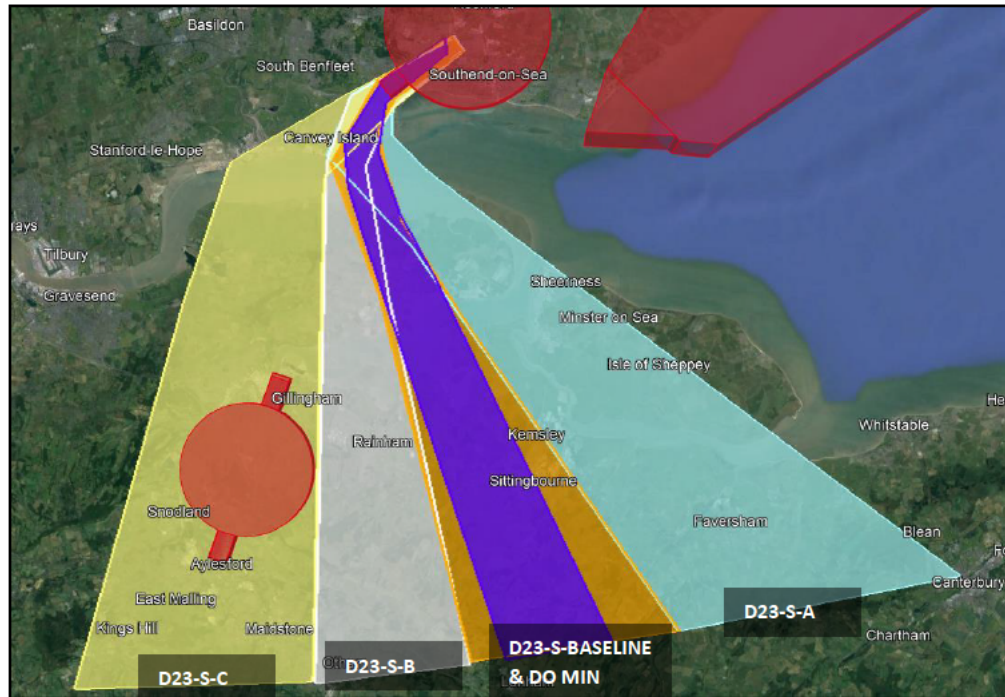 Basildon
South Benfleet
Southend-on-Sea
Canvey Island
Stanford-le-Hope
Tilbury
Gravesend
Sheerness
Minster on Sea
Isle of Sheppey
Gillingham
Whitstable
Rainham
Kemsley
Sittingbourne
Snodland
Faversham
Blean
Aylesford
Canterbury
East Malling
D23-S-A
Kings Hill
Maidstone
Chartham
D23-S-BASELINE
& DO MIN
D23-S-B
D23-S-C